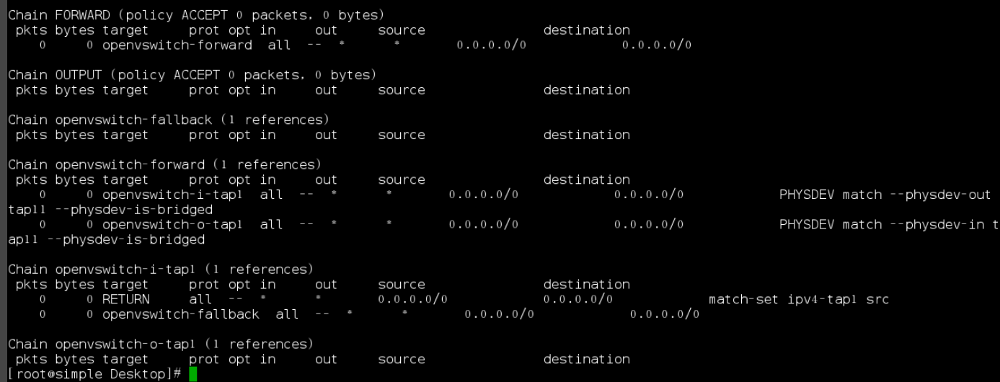 Chain FORWARD (policy ACCEPT 0 packets, 0 bytes)
 pkts bytes target     prot opt in     out     source               destination
    0     0 openvswitch-forward  all  --  *      *       0.0.0.0/0            0.0.0.0/0

Chain OUTPUT (policy ACCEPT 0 packets, 0 bytes)
 pkts bytes target     prot opt in     out     source               destination

Chain openvswitch-fallback (1 references)
 pkts bytes target     prot opt in     out     source               destination

Chain openvswitch-forward (1 references)
 pkts bytes target     prot opt in     out     source               destination
    0     0 openvswitch-i-tap1  all  --  *      *       0.0.0.0/0            0.0.0.0/0            PHYSDEV match --physdev-out
tap11 --physdev-is-bridged
    0     0 openvswitch-o-tap1  all  --  *      *       0.0.0.0/0            0.0.0.0/0            PHYSDEV match --physdev-in t
ap11 --physdev-is-bridged

Chain openvswitch-i-tap1 (1 references)
 pkts bytes target     prot opt in     out     source               destination
    0     0 RETURN     all  --  *      *       0.0.0.0/0            0.0.0.0/0            match-set ipv4-tap1 src
    0     0 openvswitch-fallback  all  --  *      *       0.0.0.0/0            0.0.0.0/0

Chain openvswitch-o-tap1 (1 references)
 pkts bytes target     prot opt in     out     source               destination
[root@simple Desktop]#